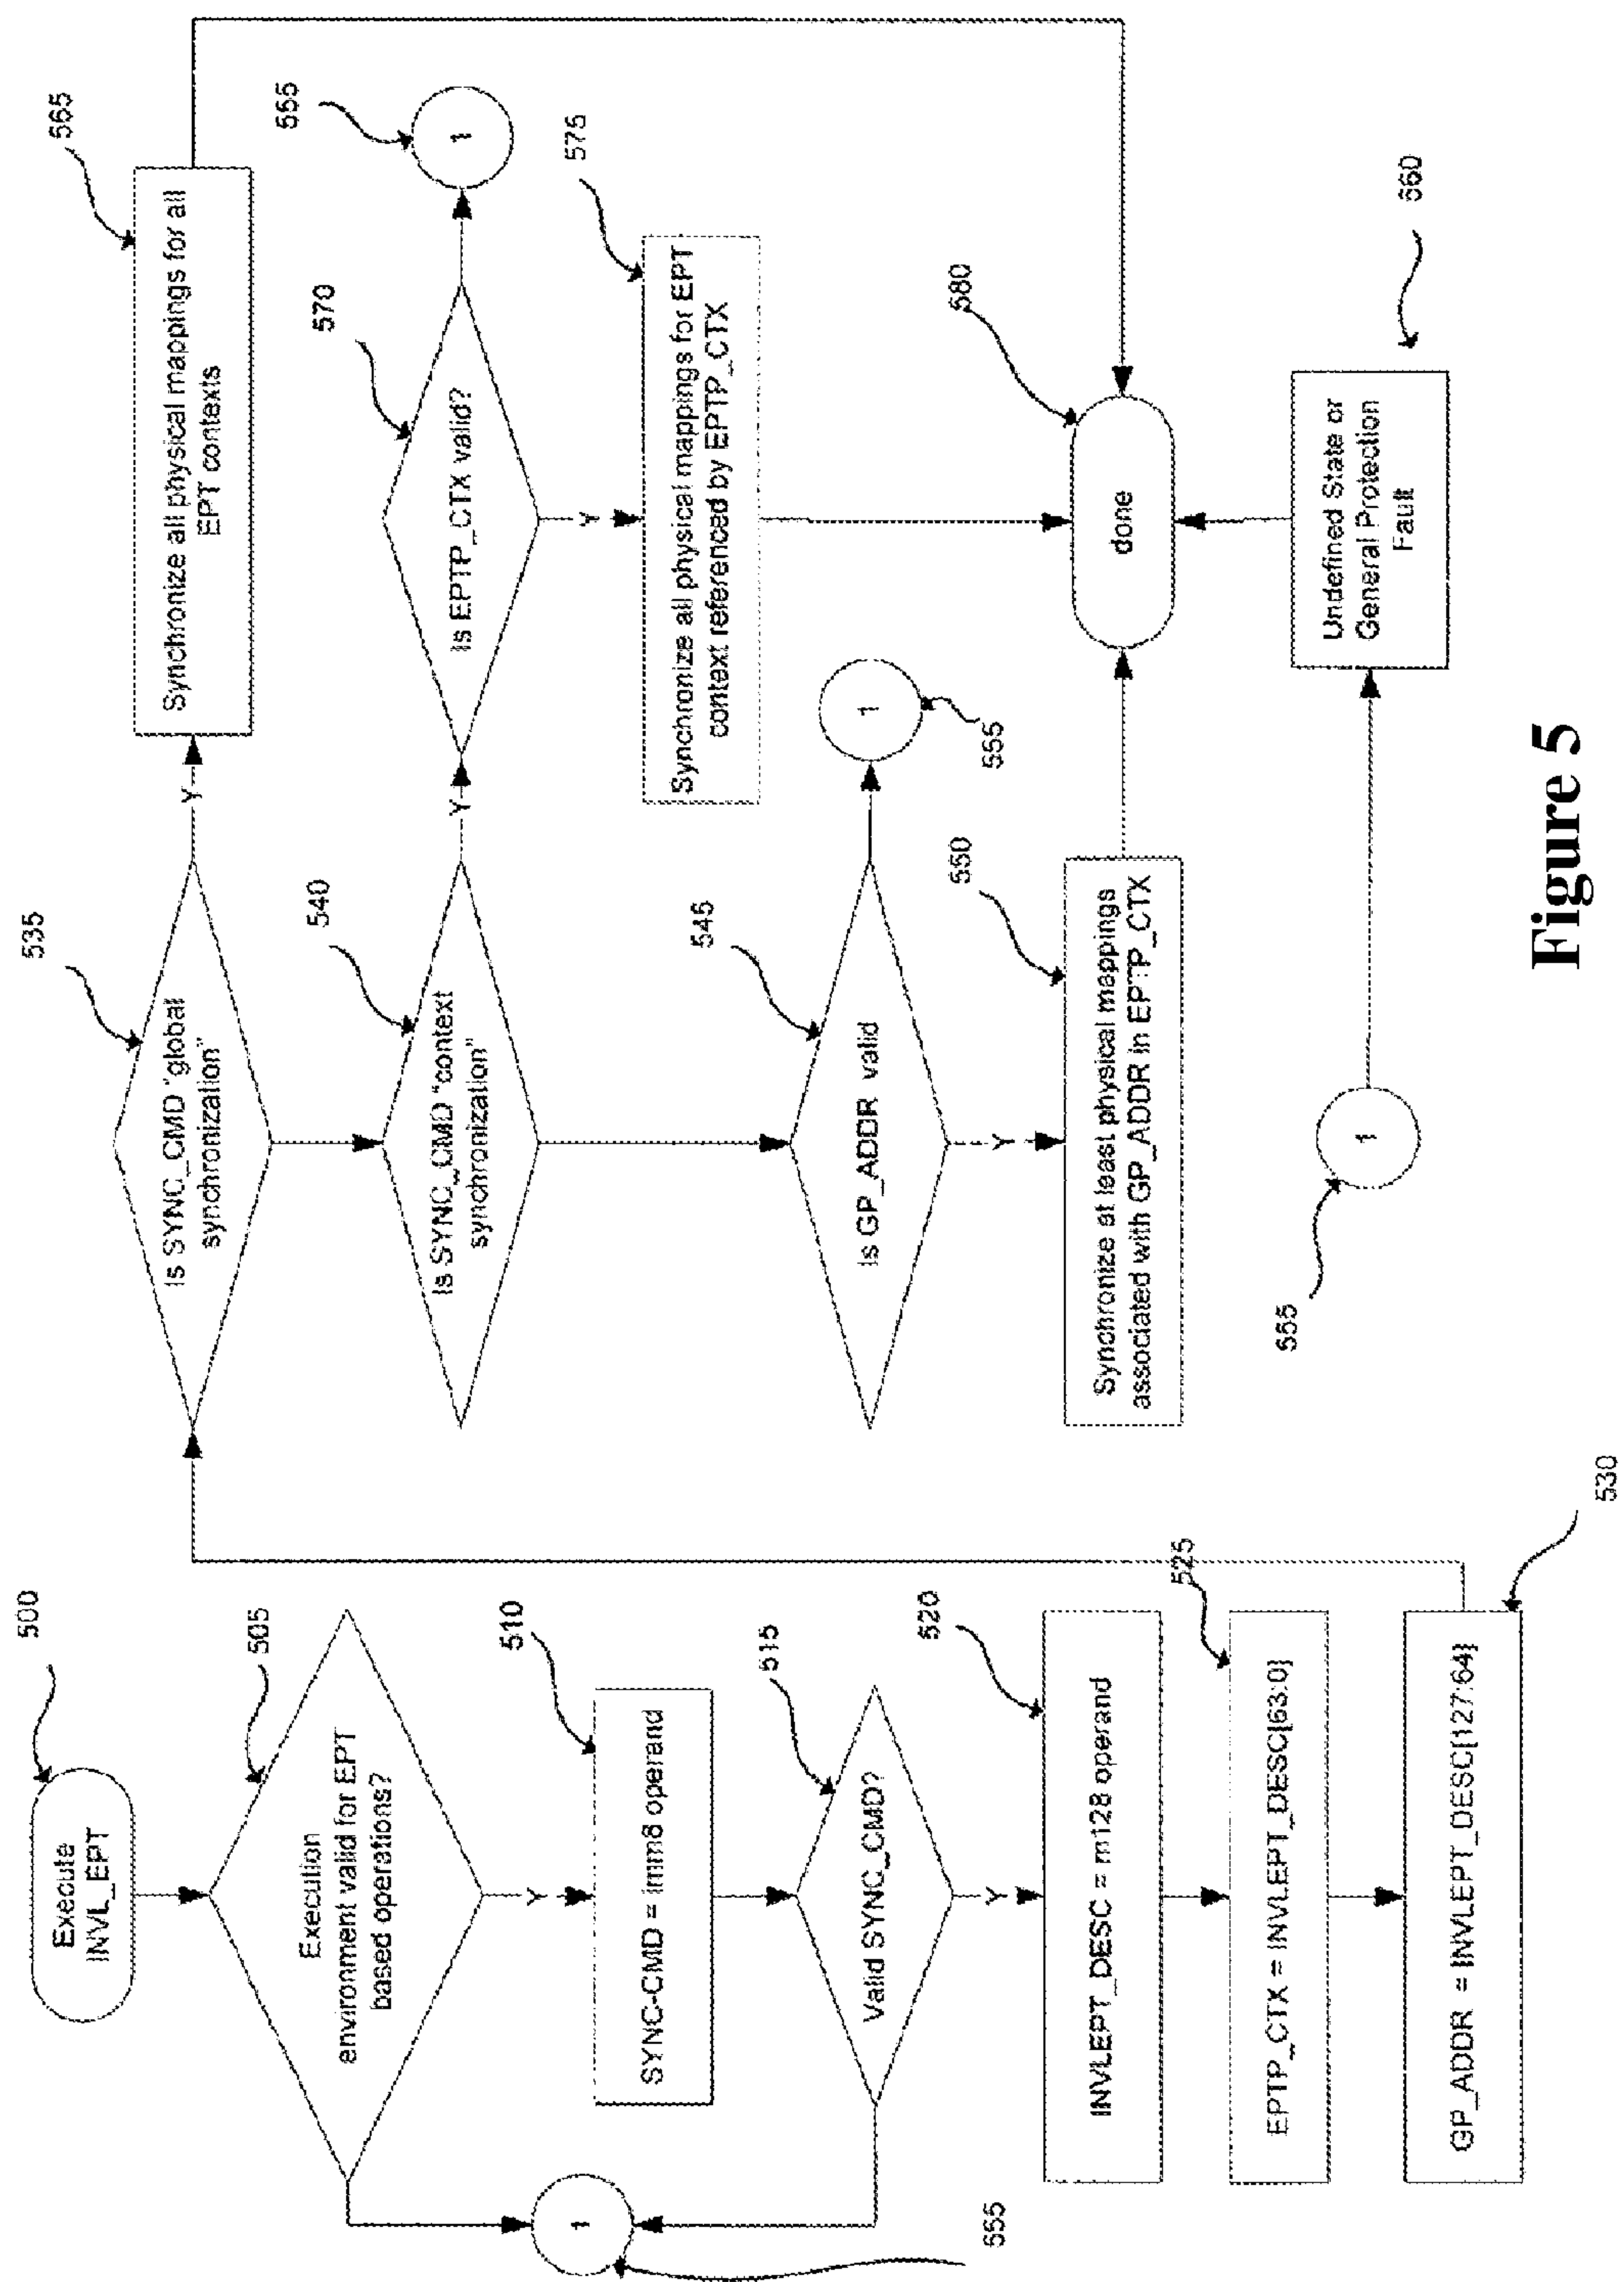 500
Execute
INVL_EPT
505
Execution
environment valid for EPT
based operations?
Y
510
SYNC-CMD = imm8 operand
515
Valid SYNC_CMD?
Y
520
INVLEPT_DESC = m128 operand
525
EPTP_CTX = INVLEPT_DESC[63:0]
GP_ADDR = INVLEPT_DESC[127:64]
530
1
555
535
Is SYNC_CMD "global
synchronization"
Y
565
Synchronize all physical mappings for all
EPT contexts
540
Is SYNC_CMD "context
synchronization"
Y
570
Is EPTP_CTX valid?
555
1
Y
575
Synchronize all physical mappings for EPT
context referenced by EPTP_CTX
545
Is GP_ADDR valid
1
555
Y
550
Synchronize at least physical mappings
associated with GP_ADDR in EPTP_CTX
580
done
555
1
Undefined State or
General Protection
Fault
560
Figure 5